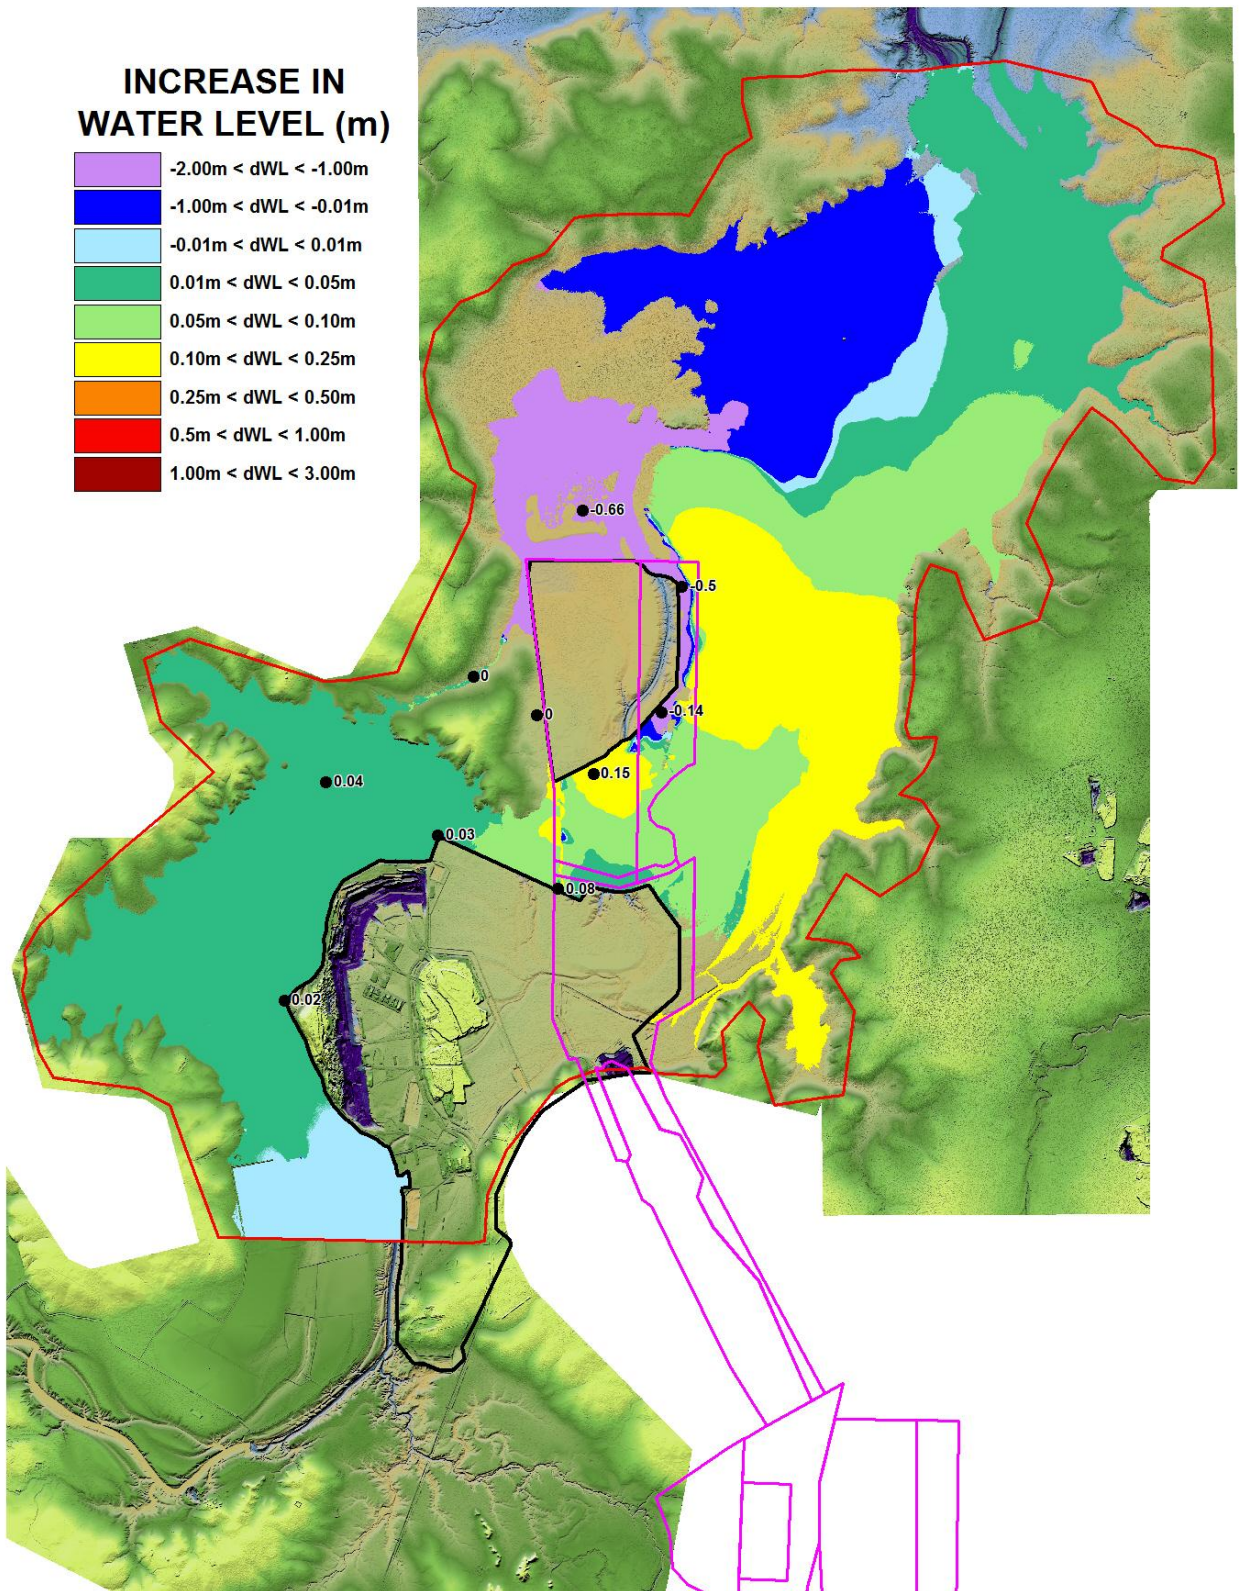 INCREASE IN
WATER LEVEL (m)
-2.00m < dWL < -1.00m
-1.00m < dWL < -0.01m
-0.01m < dWL < 0.01m
0.01m < dWL < 0.05m
0.05m < dWL < 0.10m
0.10m < dWL < 0.25m
0.25m < dWL < 0.50m
0.5m < dWL < 1.00m
1.00m < dWL < 3.00m
-0.66
-0.5
0
0
-0.14
0.15
0.04
0.03
0.08
0.02